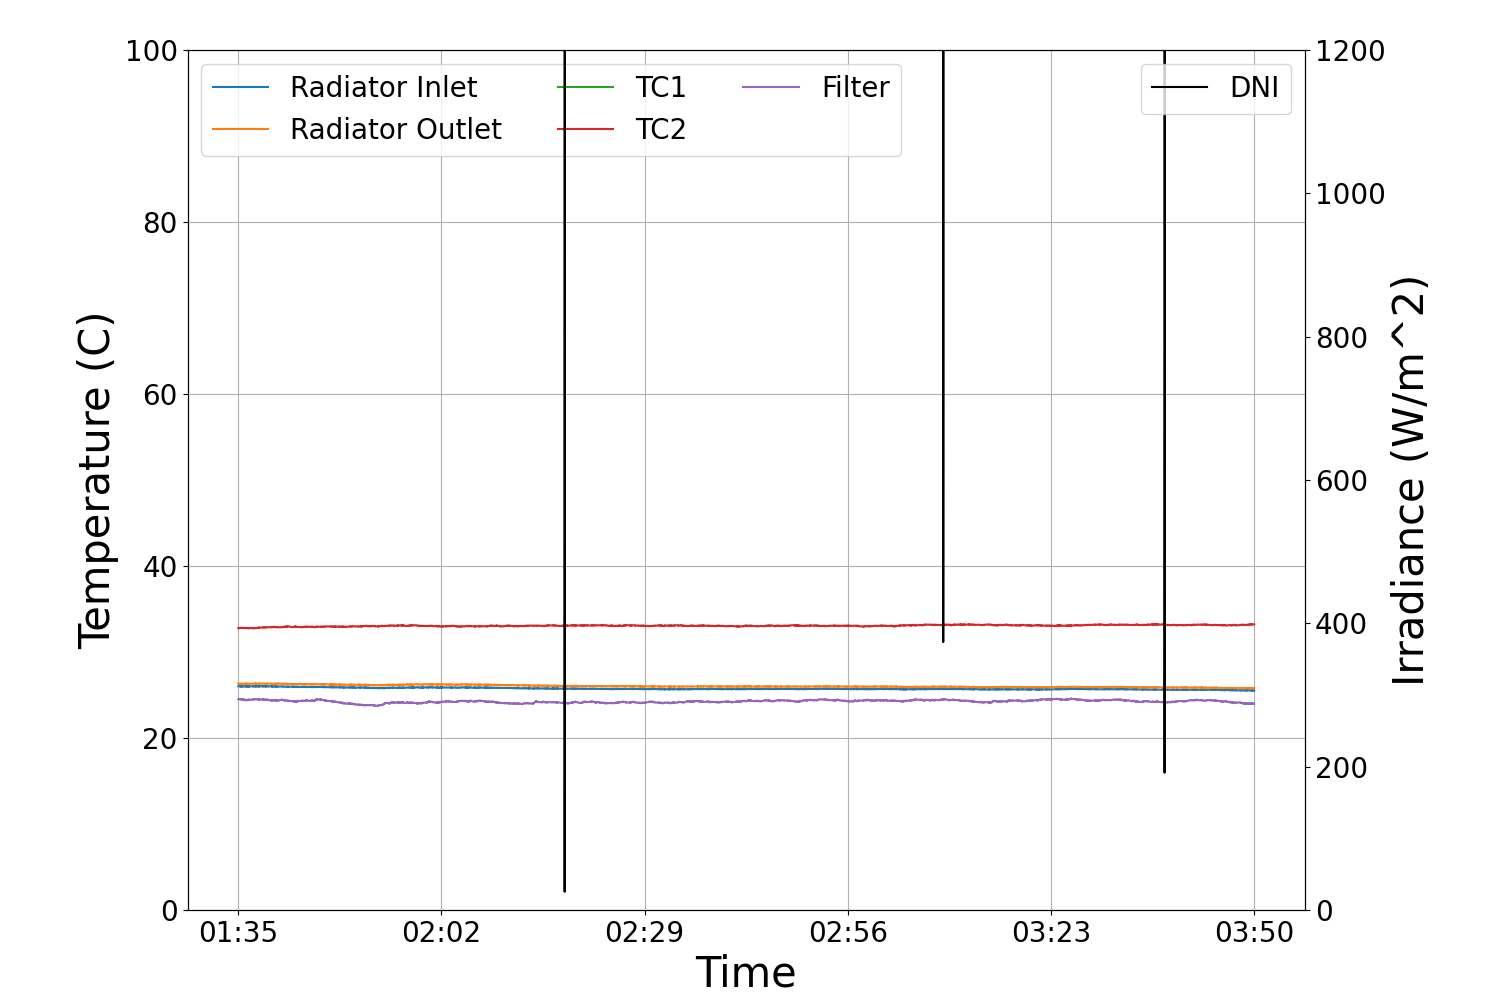 100
80
60
40
20
0
Temperature (C)
Radiator Inlet
Radiator Outlet
TC1
TC2
Filter
DNI
1200
1000
800
600
400
200
0
Irradiance (W/m^2)
01:35 02:02 02:29 02:56 03:23 03:50
Time